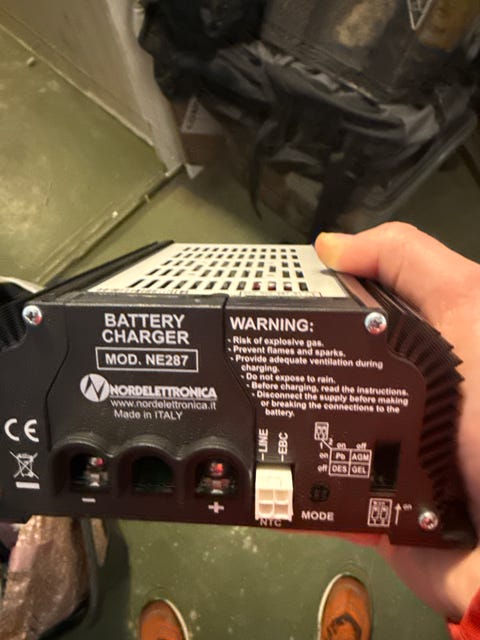 BATTERY
CHARGER
MOD. NE287
NORDELETTRONICA
www.nordelettronica.it
Made in ITALY
CE
WARNING:
- Risk of explosive gas.
- Prevent flames and sparks.
- Provide adequate ventilation during
charging.
- Do not expose to rain.
- Before charging, read the instructions.
- Disconnect the supply before making
or breaking the connections to the
battery.
LINE
EBC
2 on off
on Pb AGM
off DES GEL
- +
NTC
MODE
on